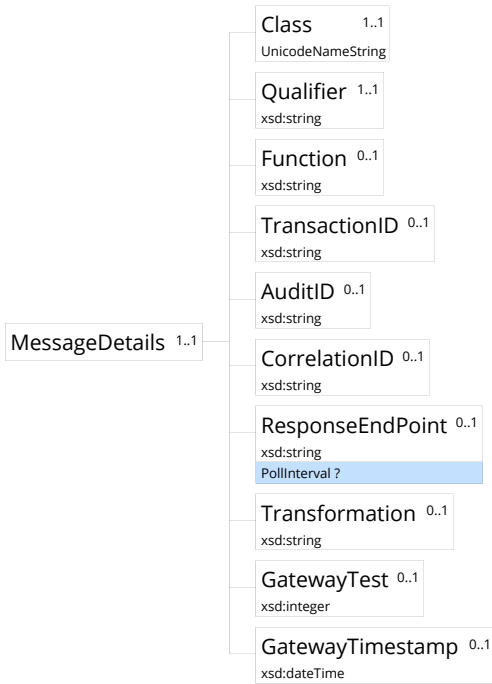 Class 1..1
UnicodeNameString
Qualifier 1..1
xsd:string
Function 0..1
xsd:string
TransactionID 0..1
xsd:string
AuditID 0..1
xsd:string
MessageDetails 1..1
CorrelationID 0..1
xsd:string
ResponseEndPoint 0..1
xsd:string
PollInterval ?
Transformation 0..1
xsd:string
GatewayTest 0..1
xsd:integer
GatewayTimestamp 0..1
xsd:dateTime